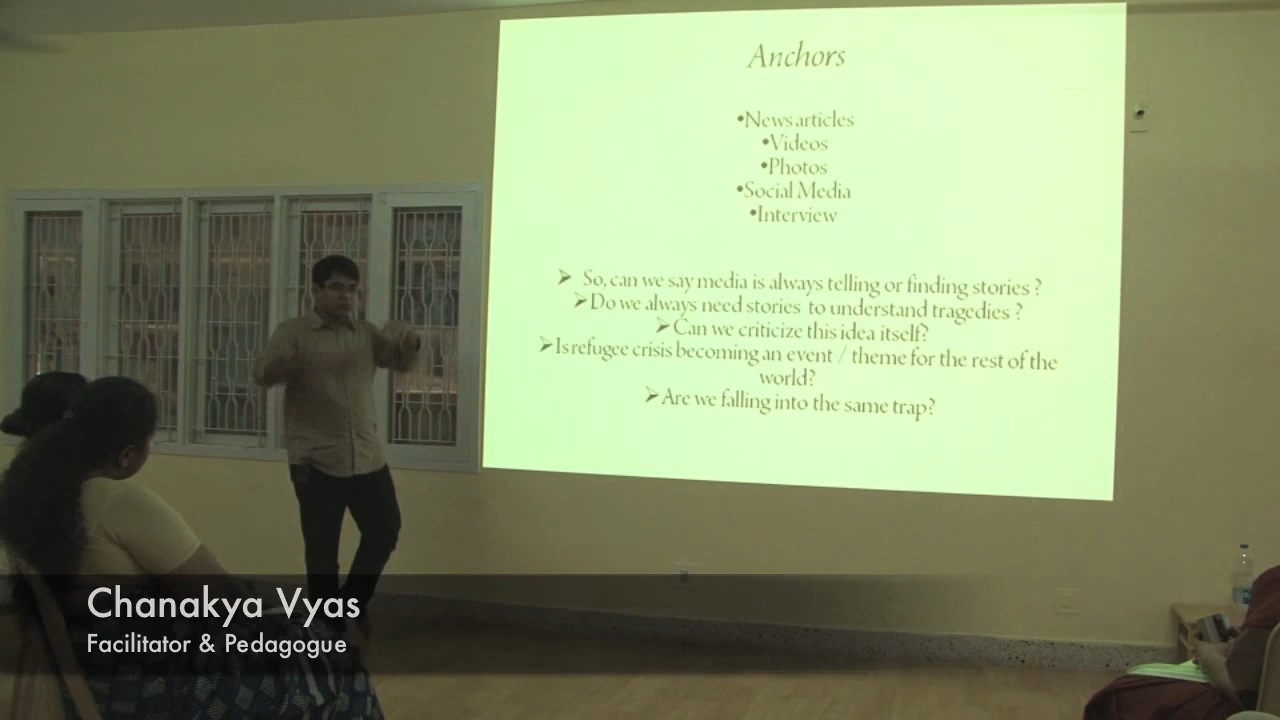 Anchors
•News articles
•Videos
•Photos
•Social Media
•Interview
➢ So, can we say media is always telling or finding stories ?
➢Do we always need stories to understand tragedies ?
➢Can we criticize this idea itself?
➢Is refugee crisis becoming an event / theme for the rest of the
world?
➢Are we falling into the same trap?
Chanakya Vyas
Facilitator & Pedagogue